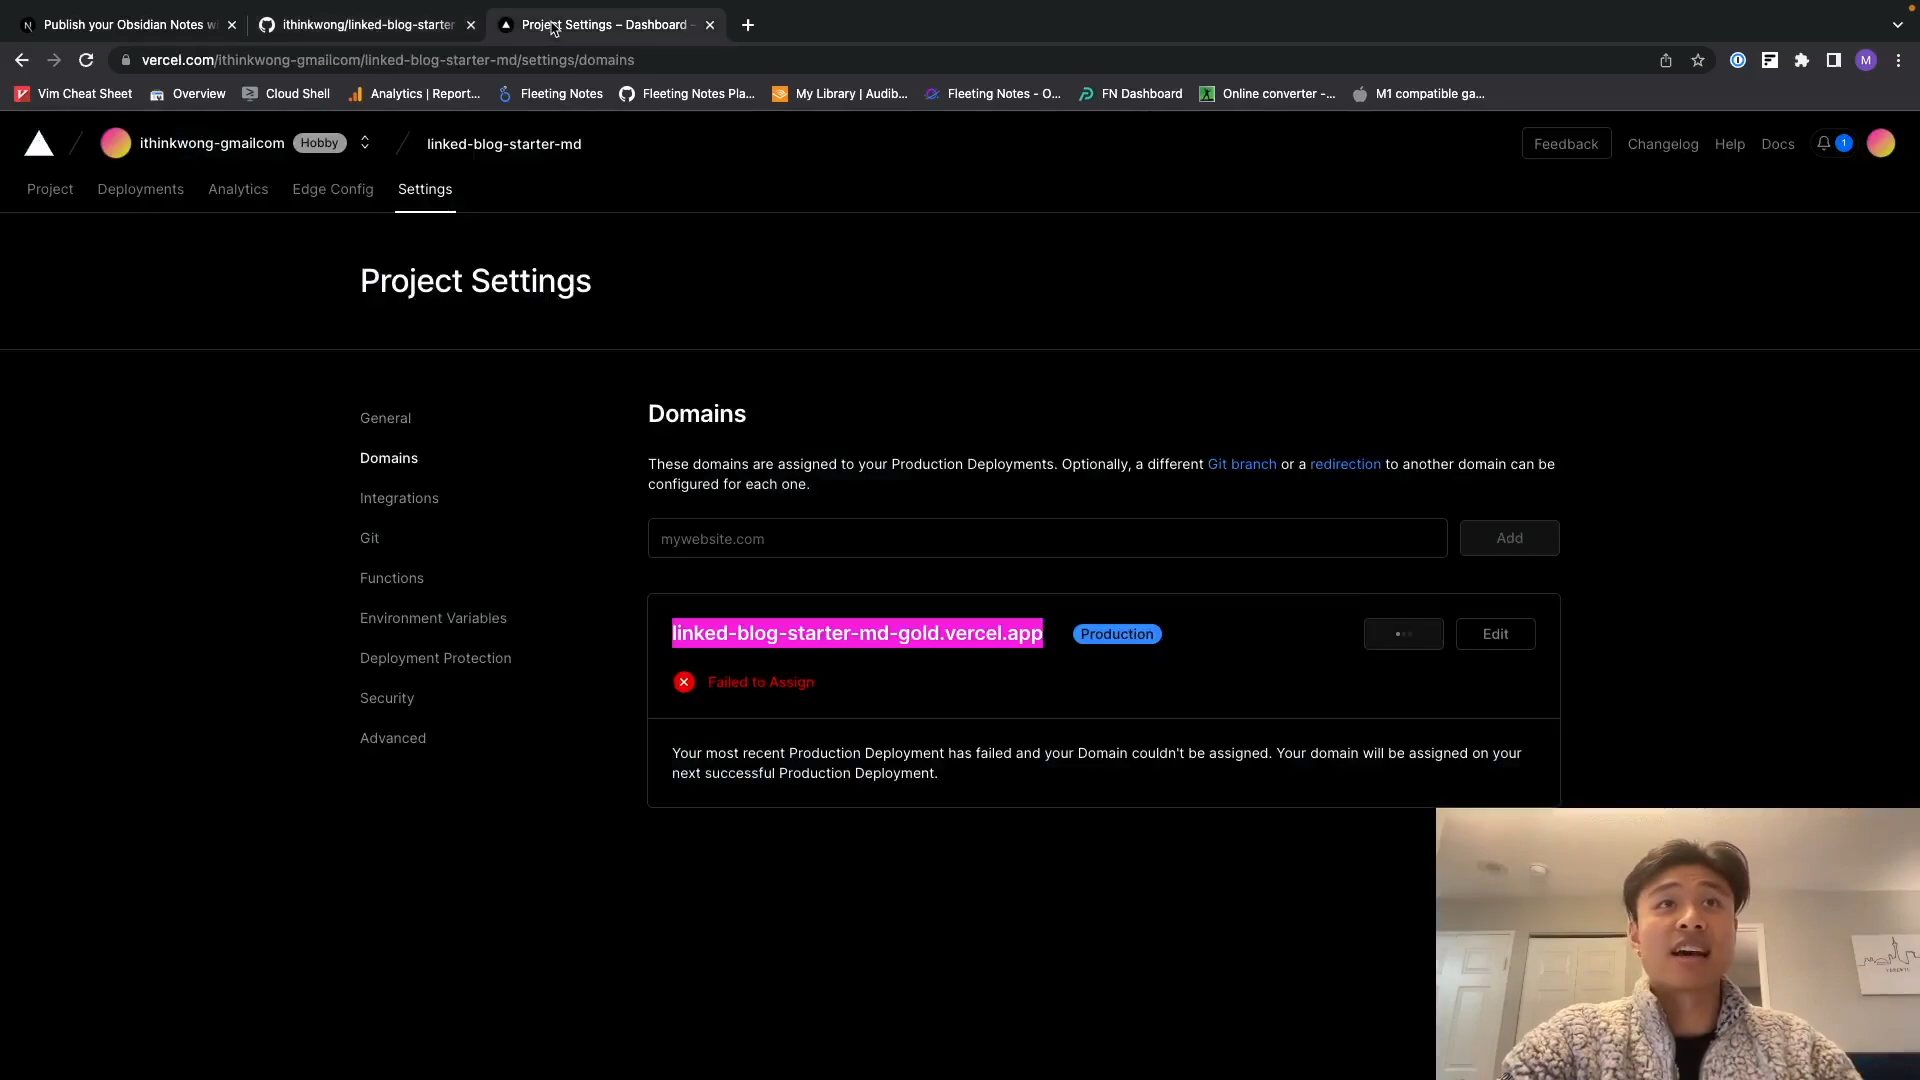 Publish your Obsidian Notes w
ithinkwong/linked-blog-starter
Project Settings – Dashboard -
vercel.com/ithinkwong-gmailcom/linked-blog-starter-md/settings/domains
M
Vim Cheat Sheet
Overview
Cloud Shell
Analytics | Report...
Fleeting Notes
Fleeting Notes Pla...
My Library | Audib...
Fleeting Notes - O...
FN Dashboard
Online converter -...
M1 compatible ga...
ithinkwong-gmailcom Hobby
linked-blog-starter-md
Feedback
Changelog
Help
Docs
1
Project
Deployments
Analytics
Edge Config
Settings
Project Settings
General
Domains
Integrations
Git
Functions
Environment Variables
Deployment Protection
Security
Advanced
Domains
These domains are assigned to your Production Deployments. Optionally, a different Git branch or a redirection to another domain can be
configured for each one.
mywebsite.com
Add
linked-blog-starter-md-gold.vercel.app
Production
Edit
Failed to Assign
Your most recent Production Deployment has failed and your Domain couldn't be assigned. Your domain will be assigned on your
next successful Production Deployment.
TORONTO